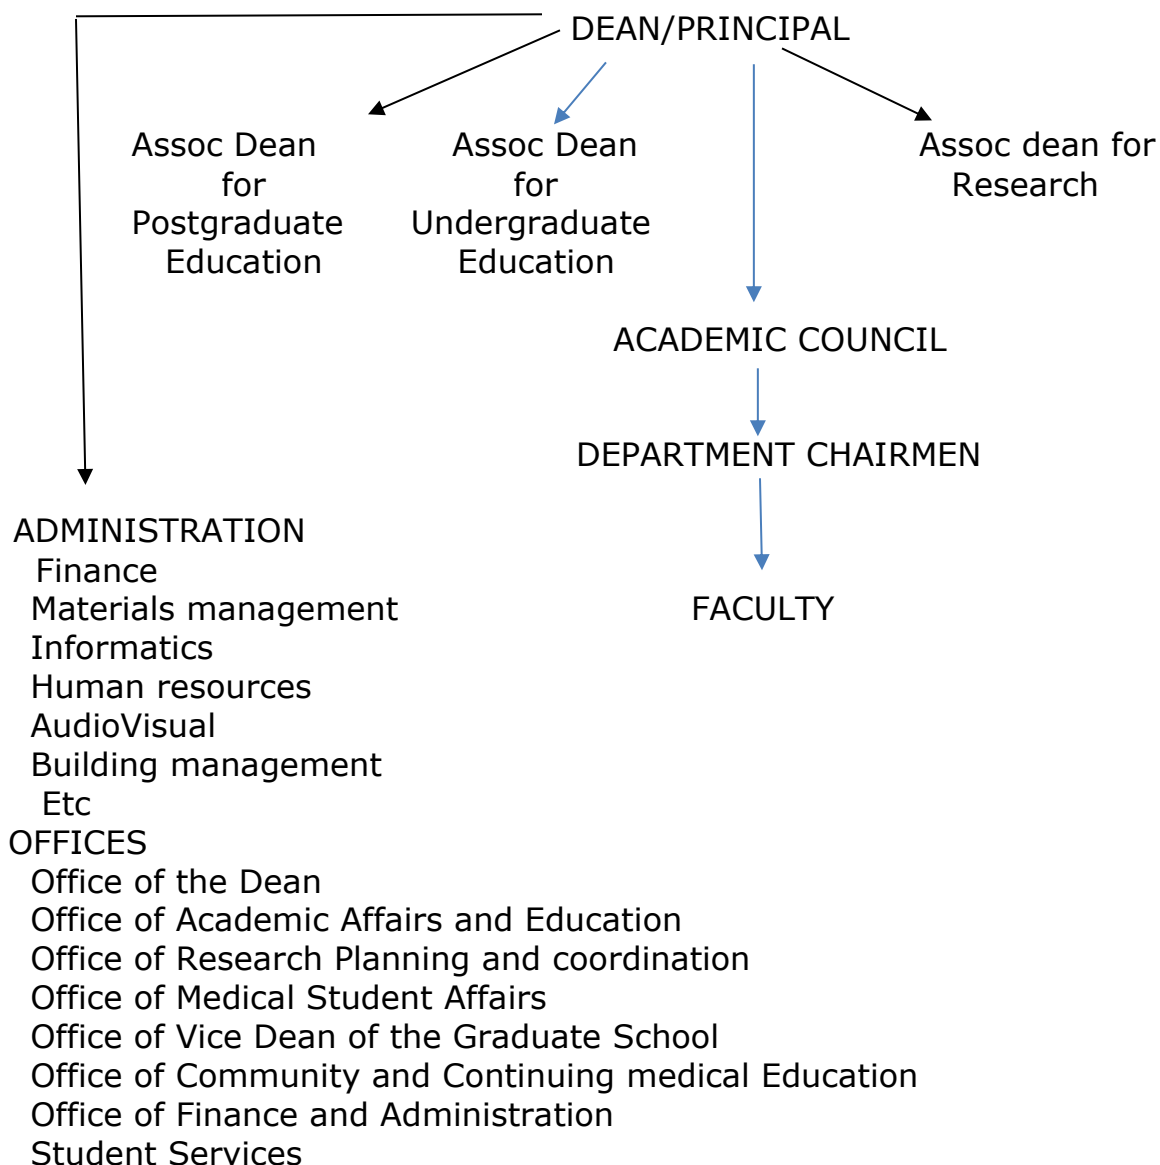 DEAN/PRINCIPAL
Assoc Dean
for
Postgraduate
Education
Assoc Dean
for
Undergraduate
Education
Assoc dean for
Research
ACADEMIC COUNCIL
DEPARTMENT CHAIRMEN
FACULTY
ADMINISTRATION
Finance
Materials management
Informatics
Human resources
AudioVisual
Building management
Etc
OFFICES
Office of the Dean
Office of Academic Affairs and Education
Office of Research Planning and coordination
Office of Medical Student Affairs
Office of Vice Dean of the Graduate School
Office of Community and Continuing medical Education
Office of Finance and Administration
Student Services